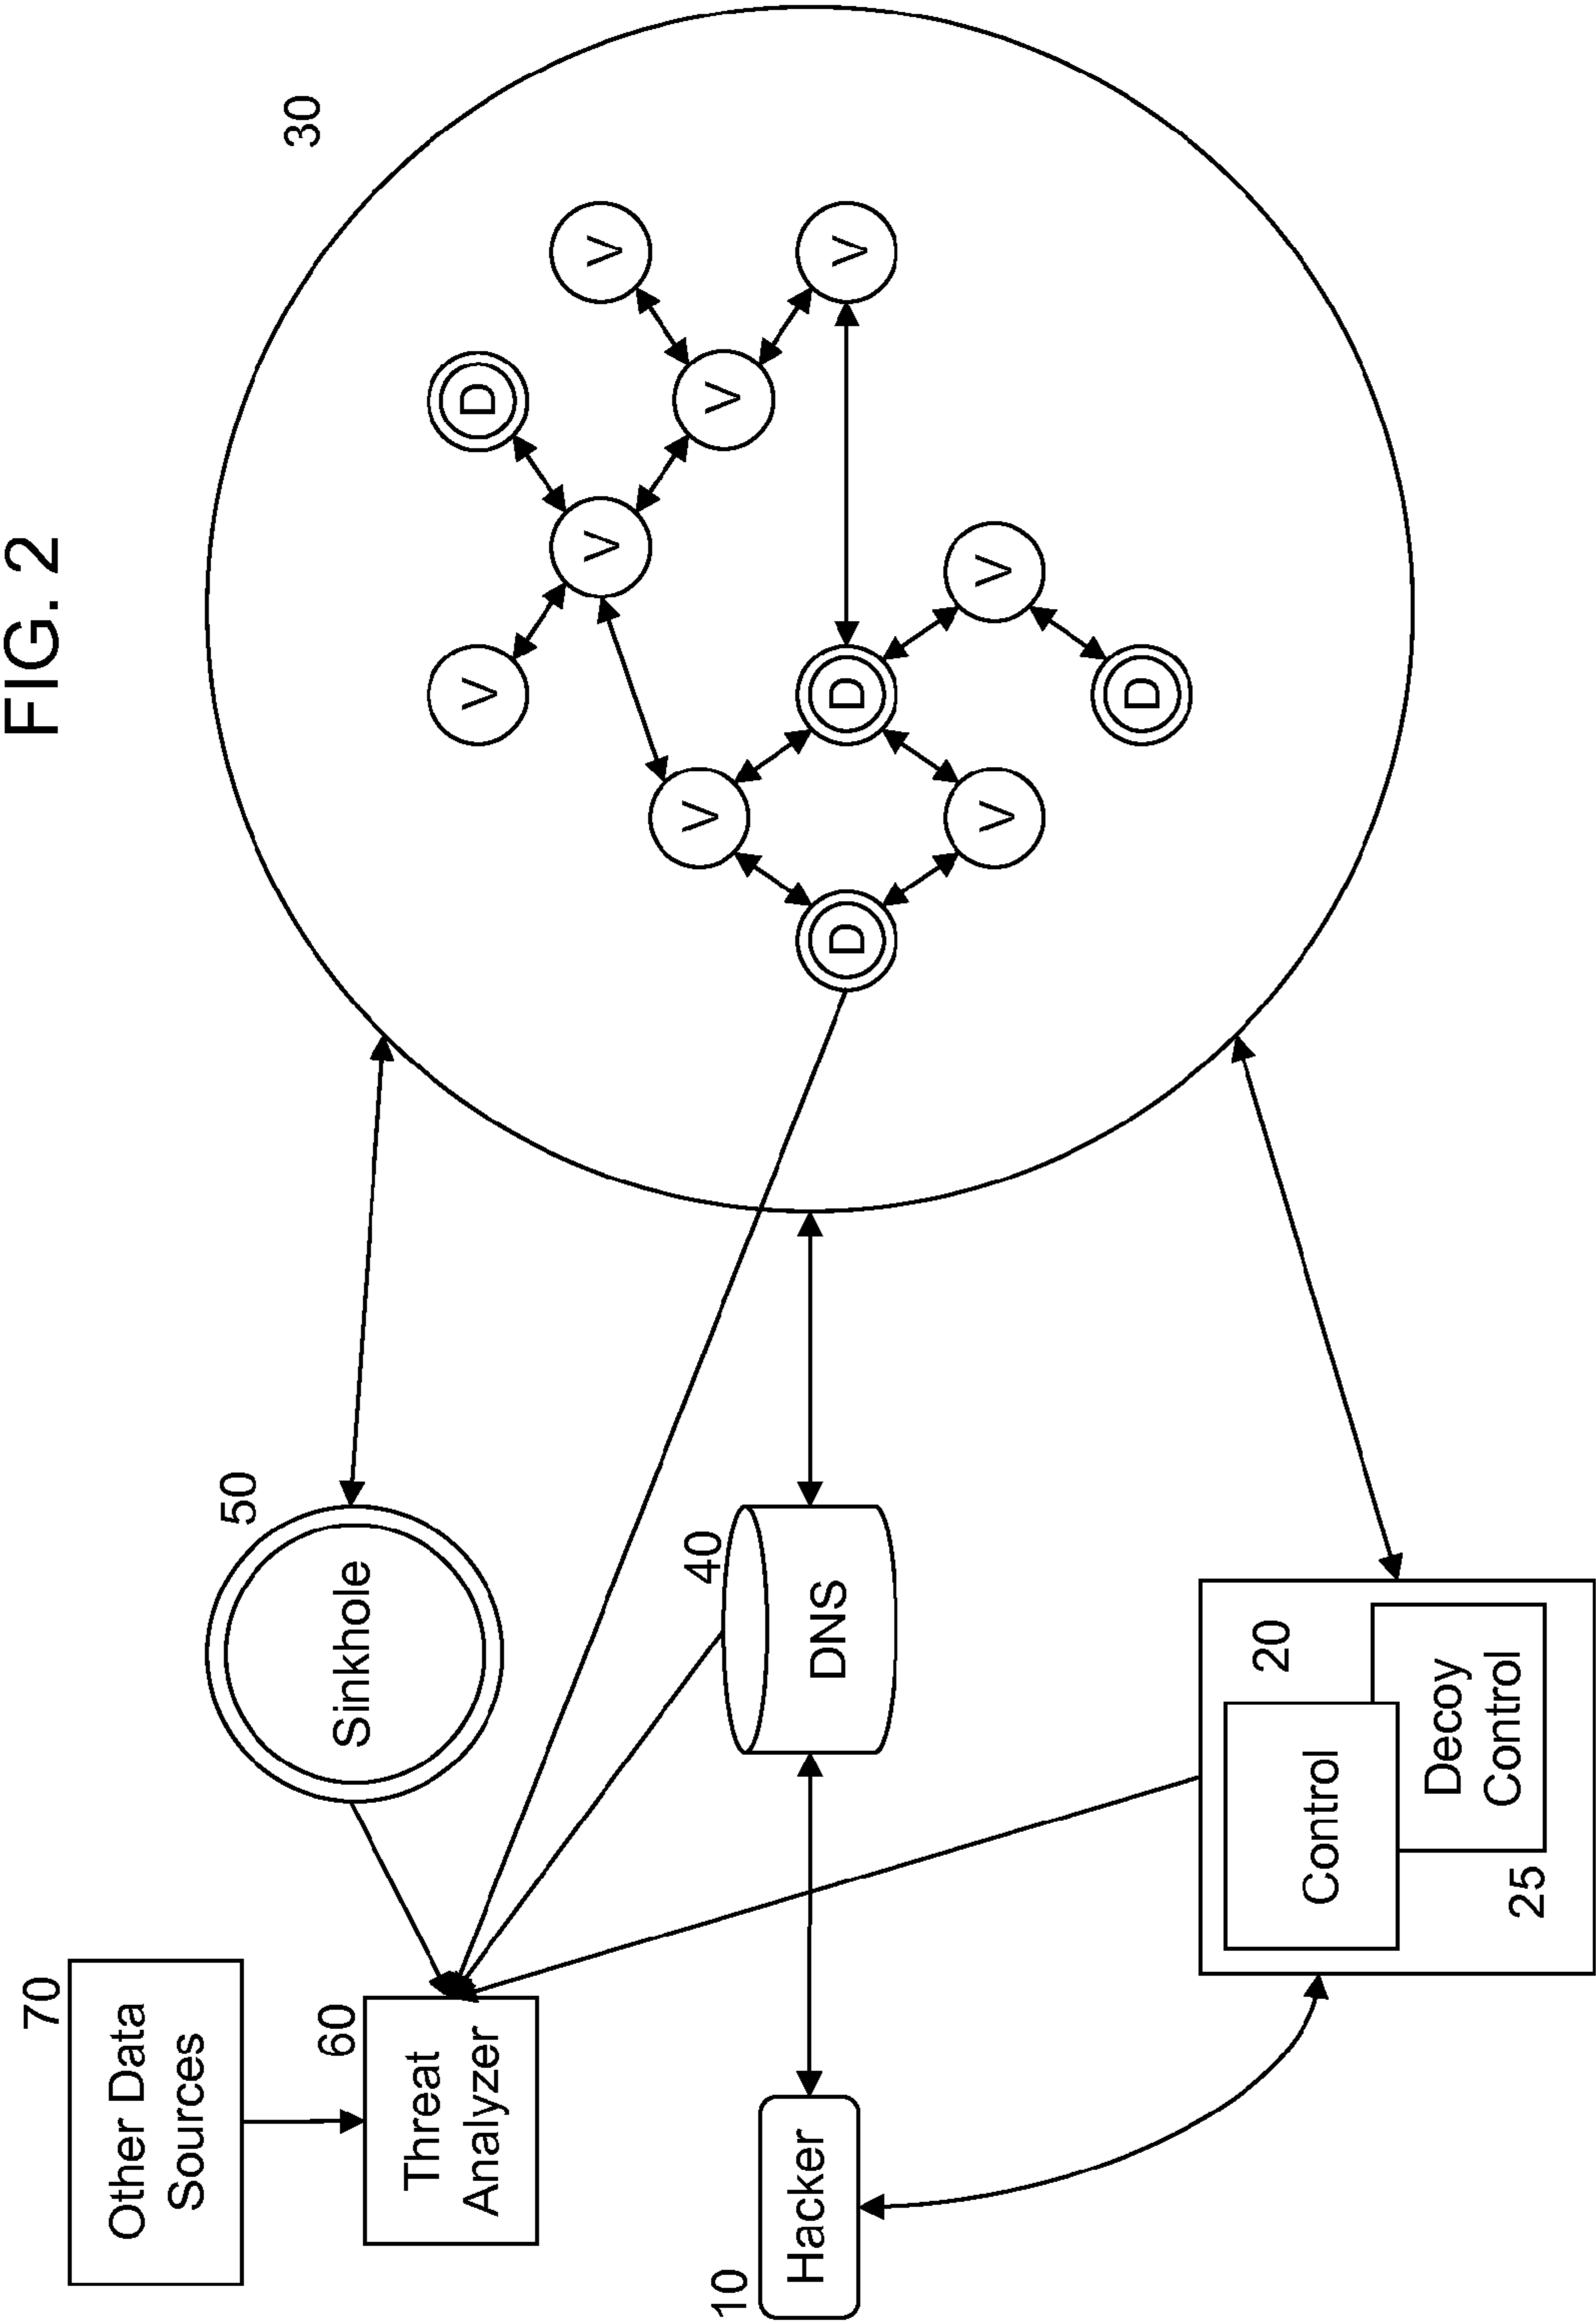 FIG. 2
70
Other Data
Sources
60
Threat
Analyzer
50
Sinkhole
30
D
V
V
V
V
V
V
D
D
V
V
V
D
40
DNS
10
Hacker
20
Control
Decoy
Control
25